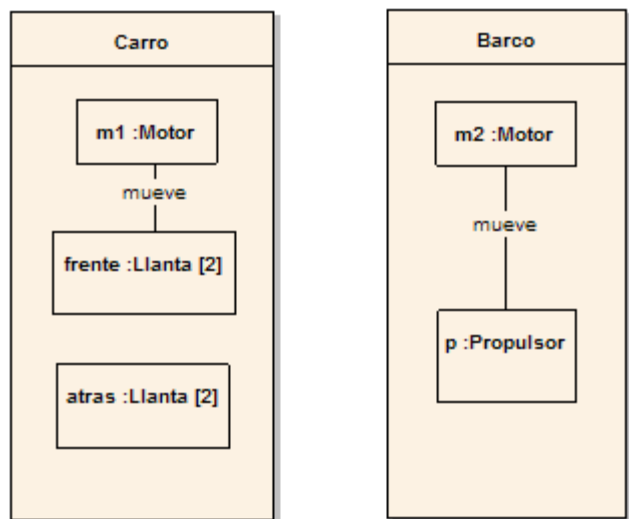 Carro
m1 :Motor
mueve
frente :Llanta [2]
atras :Llanta [2]
Barco
m2 :Motor
mueve
p :Propulsor